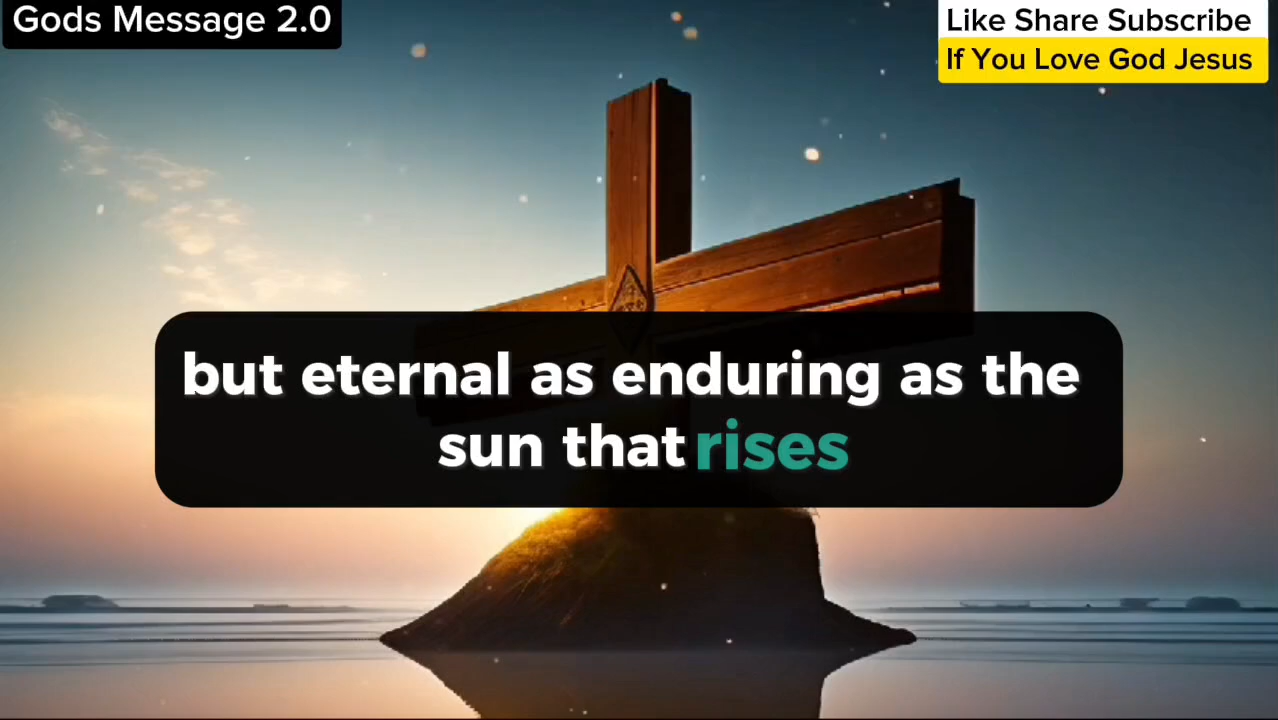 Gods Message 2.0
Like Share Subscribe
If You Love God Jesus
but eternal as enduring as the
sun that rises